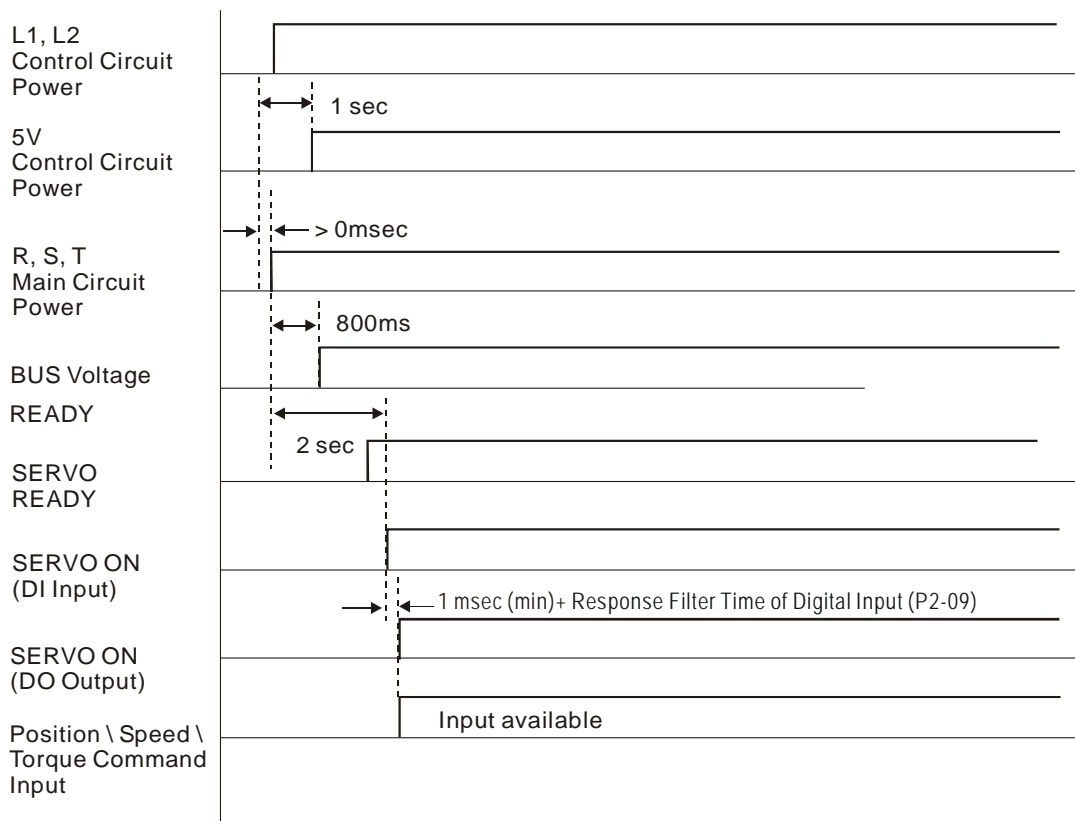 L1, L2
Control Circuit
Power
1 sec
5V
Control Circuit
Power
> 0msec
R, S, T
Main Circuit
Power
800ms
BUS Voltage
READY
2 sec
SERVO
READY
SERVO ON
(DI Input)
1 msec (min)+ Response Filter Time of Digital Input (P2-09)
SERVO ON
(DO Output)
Input available
Position \ Speed \
Torque Command
Input